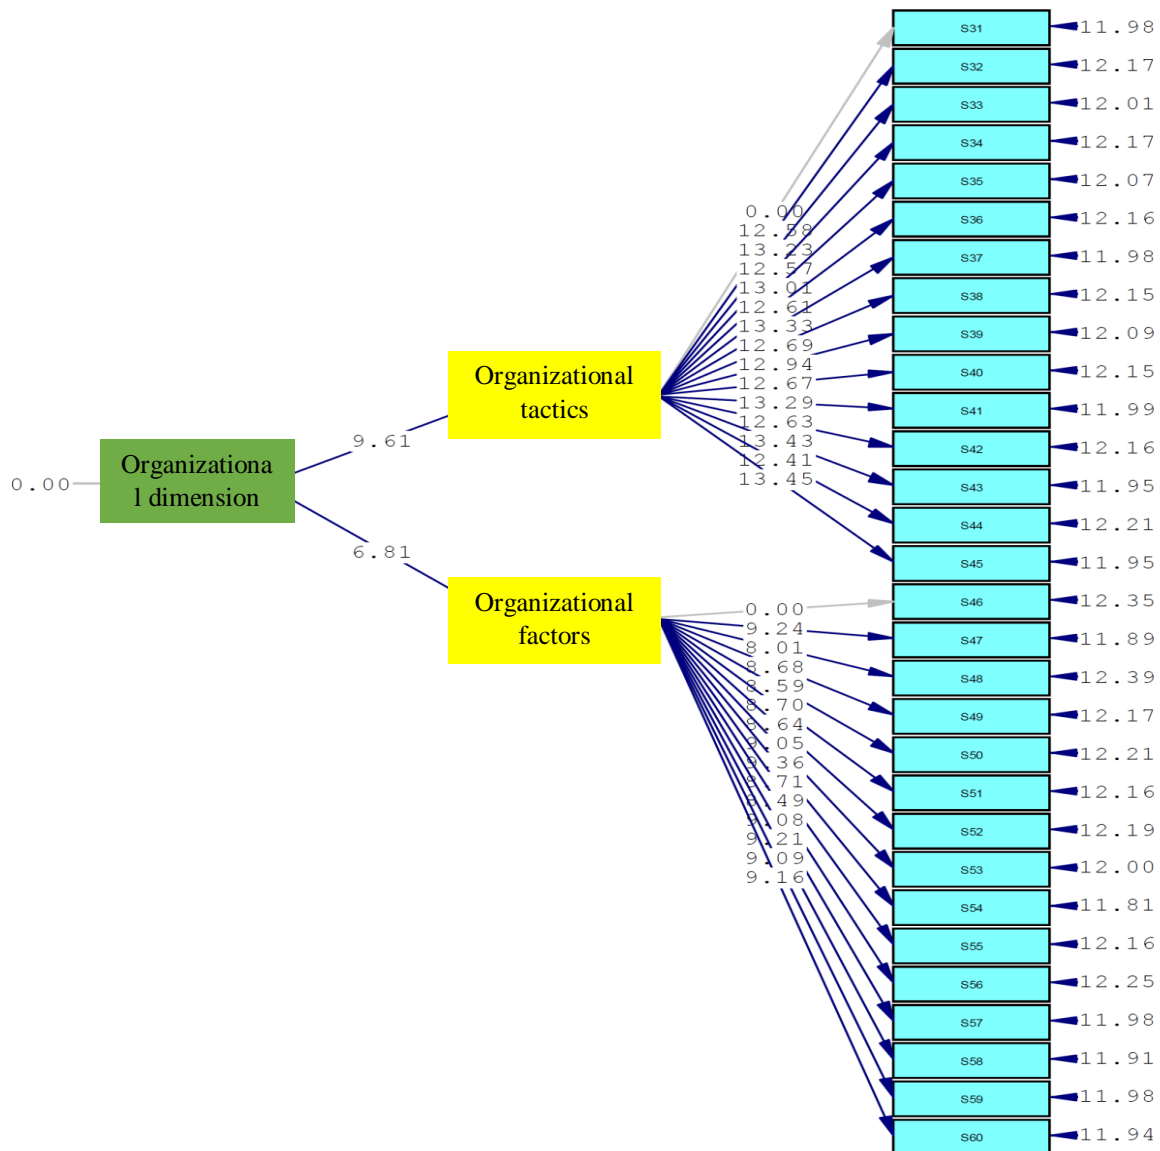 S31
11.98
S32
12.17
S33
12.01
S34
12.17
S35
12.07
S36
12.16
S37
11.98
S38
12.15
S39
12.09
S40
12.15
S41
11.99
S42
12.16
S43
11.95
S44
12.21
S45
11.95
S46
12.35
S47
11.89
S48
12.39
S49
12.17
S50
12.21
S51
12.16
S52
12.19
S53
12.00
S54
11.81
S55
12.16
S56
12.25
S57
11.98
S58
11.91
S59
11.98
S60
11.94
0.00
12.58
13.23
12.57
13.01
12.61
13.33
12.69
12.94
12.67
13.29
12.63
13.43
12.41
13.45
Organizational
tactics
9.61
Organizationa
l dimension
0.00
6.81
Organizational
factors
0.00
9.24
8.01
8.68
8.59
8.70
8.64
9.05
9.36
8.71
8.49
9.08
9.21
9.09
9.16